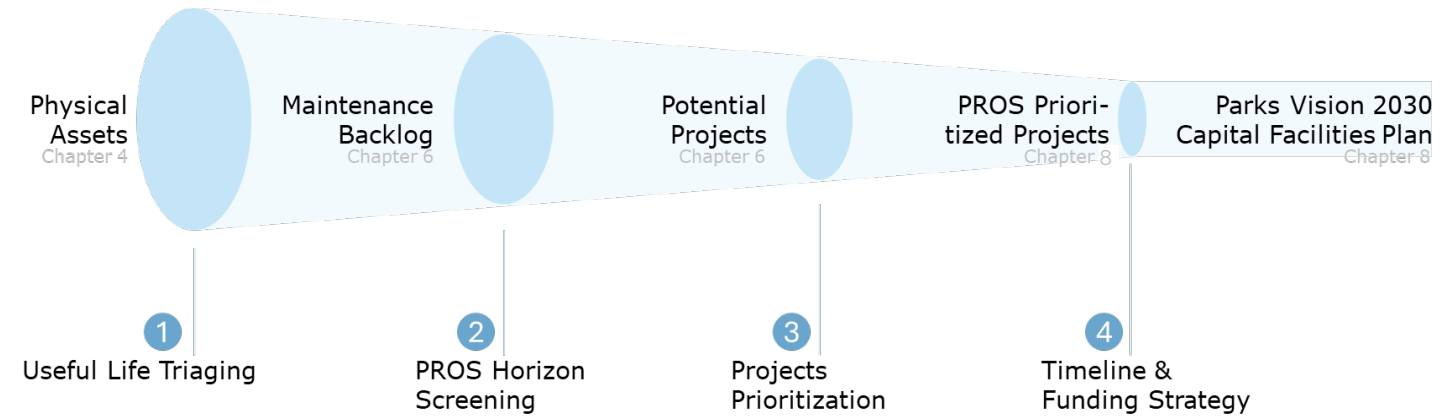 Physical
Assets
Chapter 4
Maintenance
Backlog
Chapter 6
Potential
Projects
Chapter 6
PROS Priori-
tized Projects
Chapter 8
Parks Vision 2030
Capital Facilities Plan
Chapter 8
1
Useful Life Triaging
2
PROS Horizon
Screening
3
Projects
Prioritization
4
Timeline &
Funding Strategy